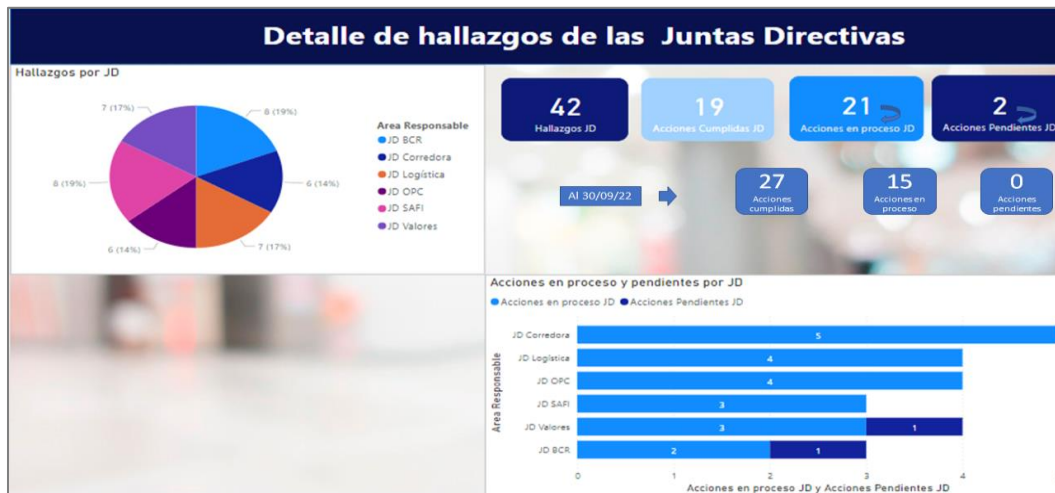 Detalle de hallazgos de las Juntas Directivas
Hallazgos por JD
7 (17%)
8 (19%)
8 (19%)
6 (14%)
6 (14%)
7 (17%)
Area Responsable
JD BCR
JD Corredora
JD Logística
JD OPC
JD SAFI
JD Valores
42
Hallazgos JD
19
Acciones Cumplidas JD
21
Acciones en proceso JD
2
Acciones Pendientes JD
Al 30/09/22
27
Acciones
cumplidas
15
Acciones en
proceso
0
Acciones
pendientes
Acciones en proceso y pendientes por JD
Acciones en proceso JD
Acciones Pendientes JD
Area Responsable
JD Corredora
5
JD Logística
4
JD OPC
4
JD SAFI
3
JD Valores
3
1
JD BCR
2
1
0
1
2
3
4
Acciones en proceso JD y Acciones Pendientes JD